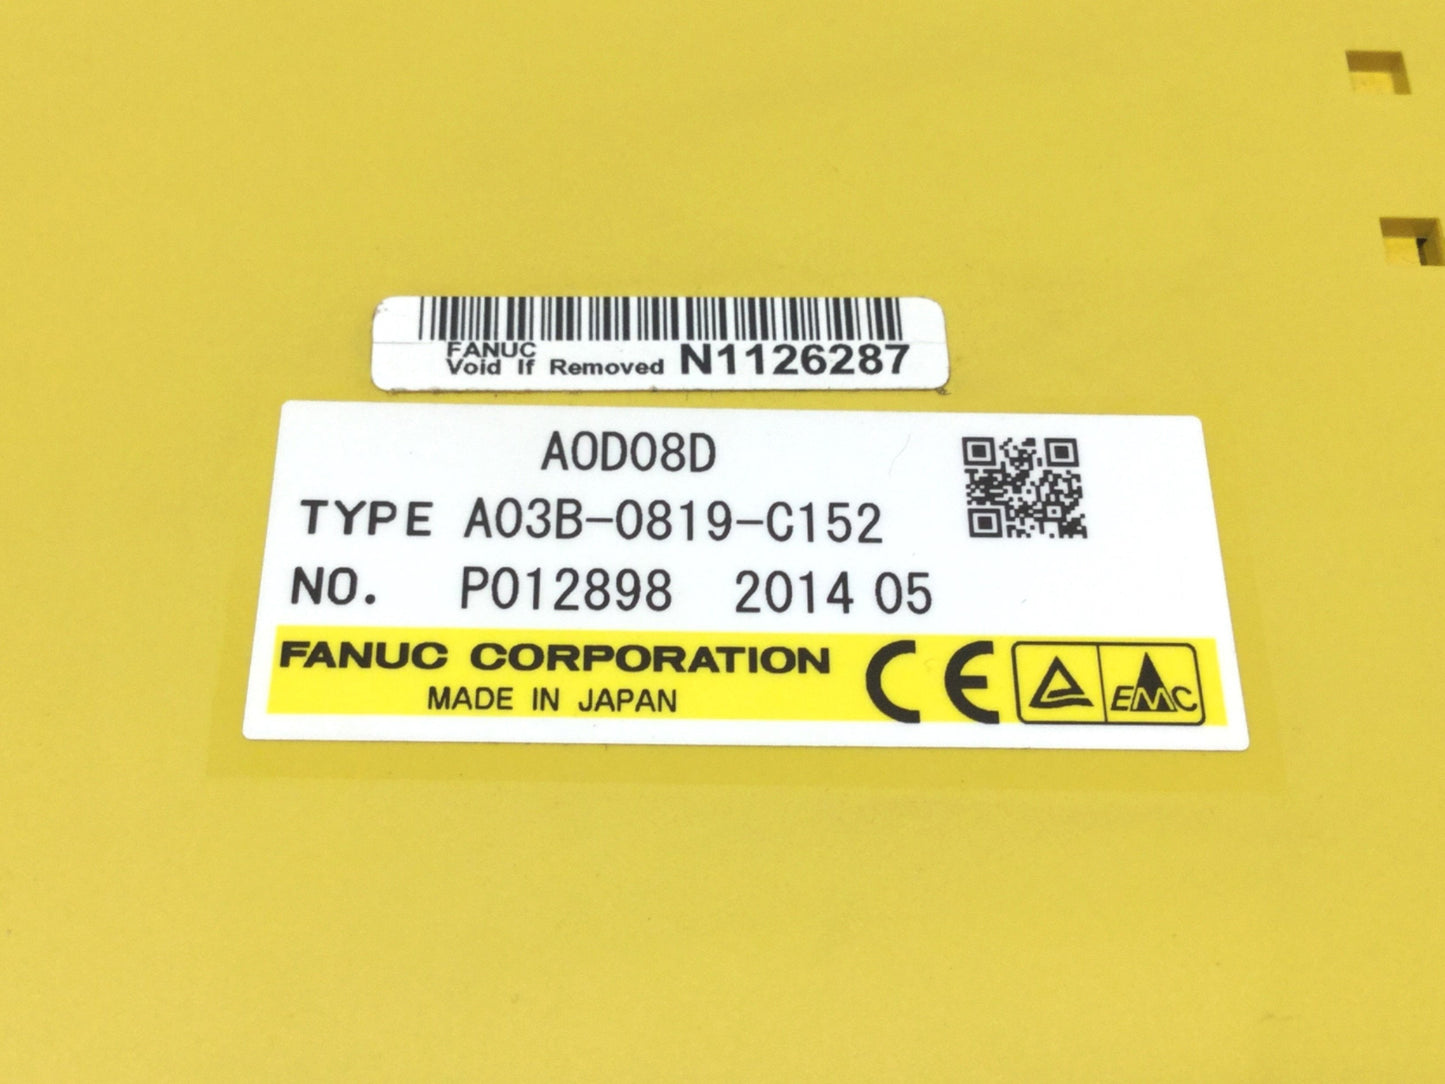 FANUC
Void If Removed N1126287
AOD08D
TYPE A03B-0819-C152
NO. P012898 2014 05
FANUC CORPORATION
MADE IN JAPAN
CE
EMC